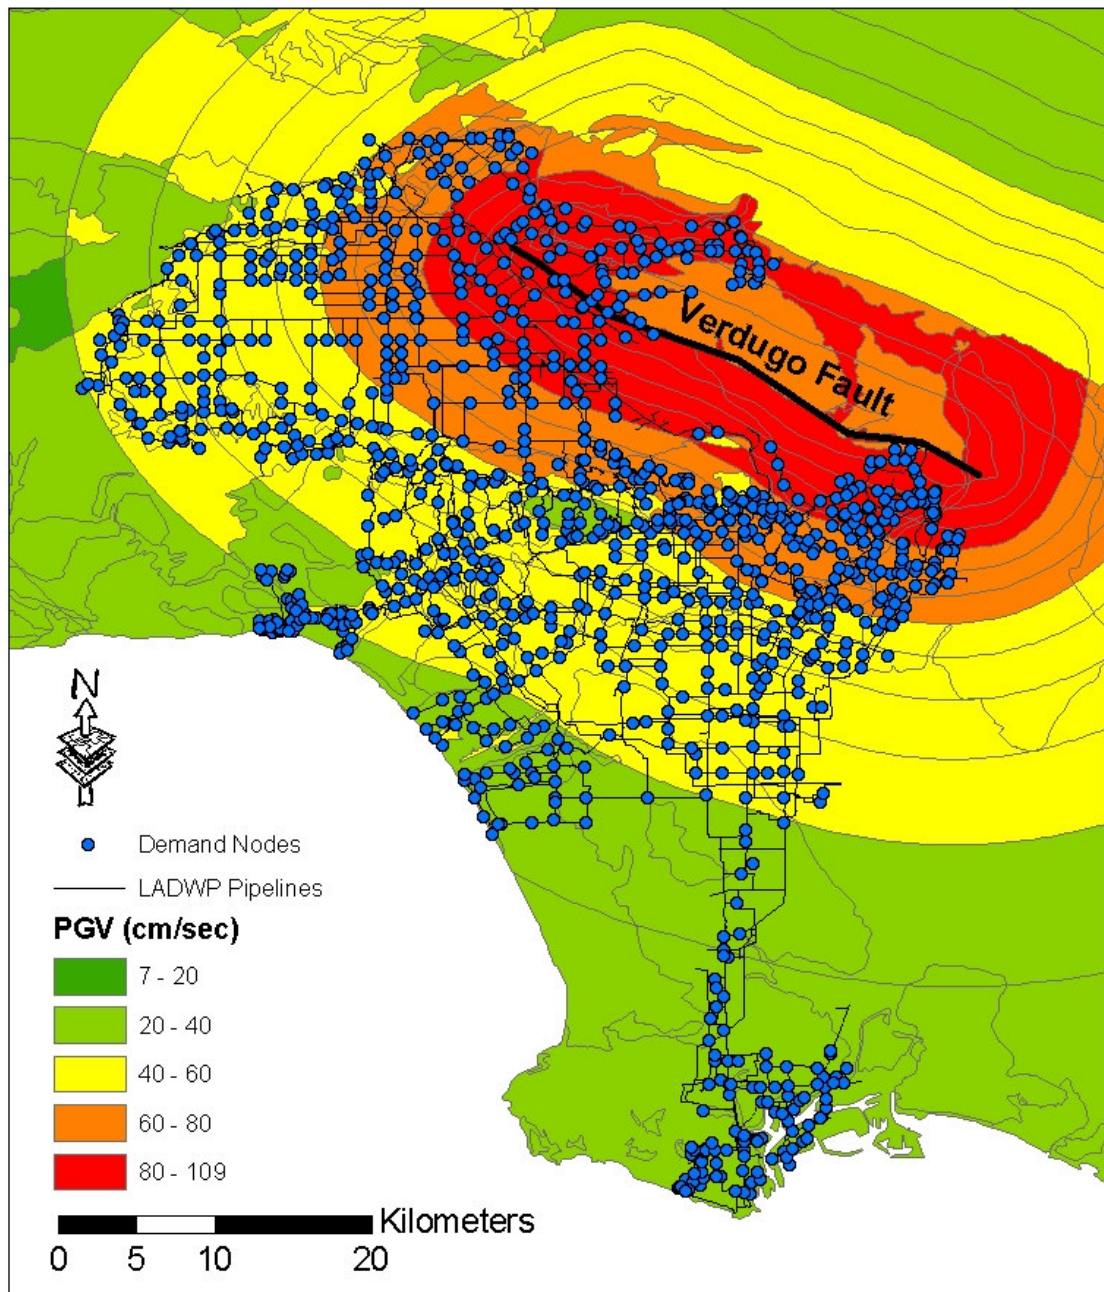 Verdugo Fault
N
Demand Nodes
LADWP Pipelines
PGV (cm/sec)
7 - 20
20 - 40
40 - 60
60 - 80
80 - 109
Kilometers
0 5 10 20